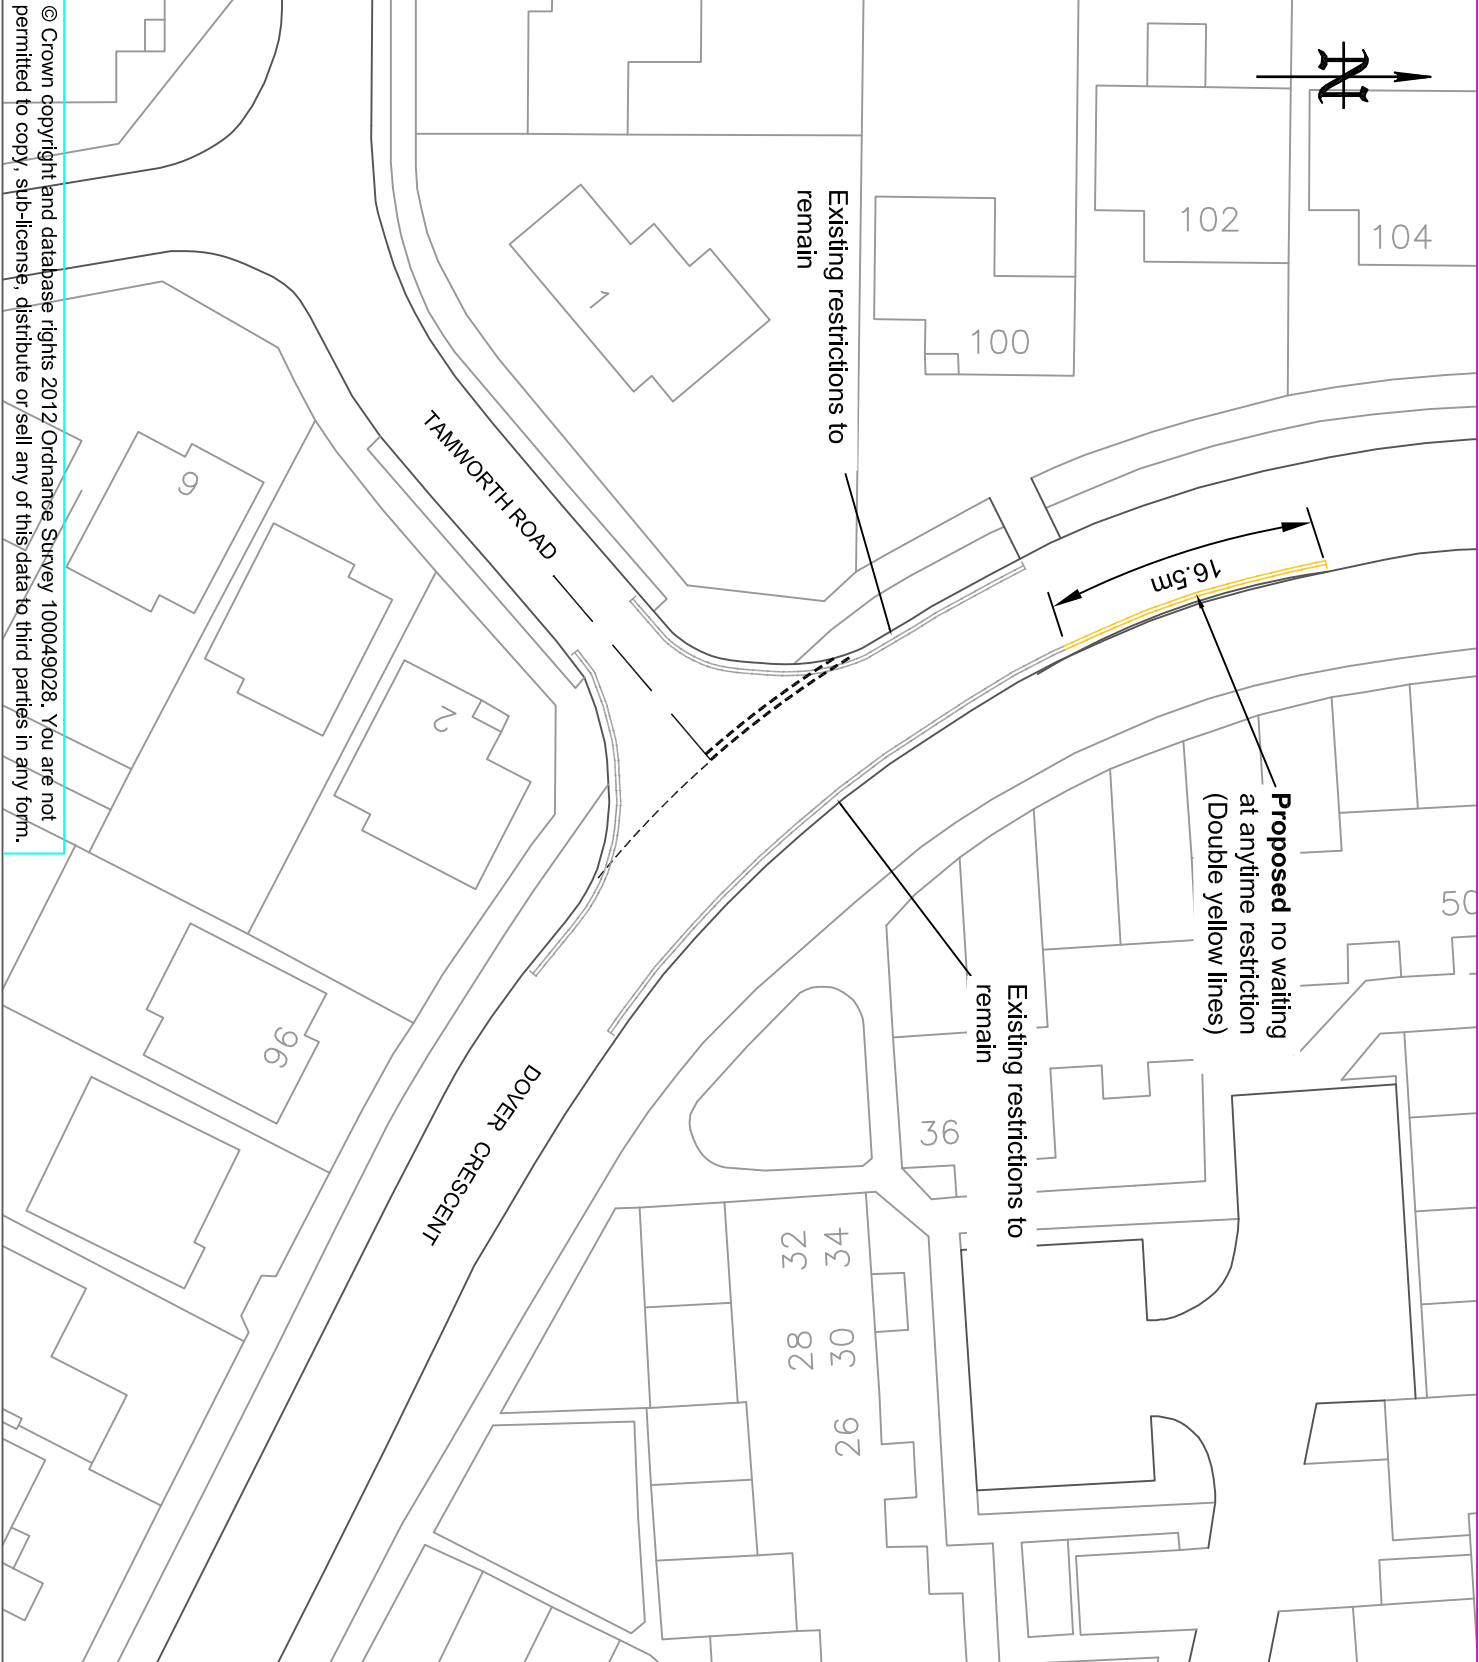 N
104
102
100
1
Existing restrictions to
remain
TAMWORTH ROAD
16.5m
Proposed no waiting
at anytime restriction
(Double yellow lines)
Existing restrictions to
remain
9
2
96
DOVER CRESCENT
50
36
34
32
30
28
26
© Crown copyright and database rights 2012 Ordnance Survey 100049028. You are not
permitted to copy, sub-license, distribute or sell any of this data to third parties in any form.